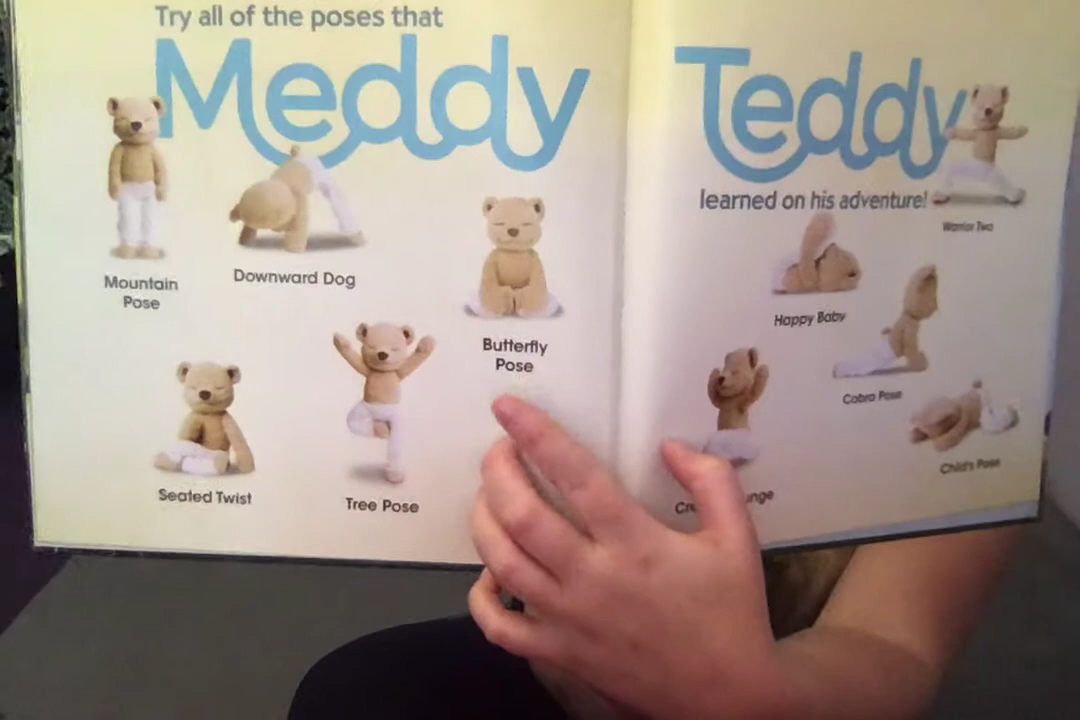 Try all of the poses that
Meddy Teddy
learned on his adventure!
Mountain
Pose
Downward Dog
Butterfly
Pose
Seated Twist
Tree Pose
Warrior Two
Happy Baby
Cobra Pose
Child's Pose